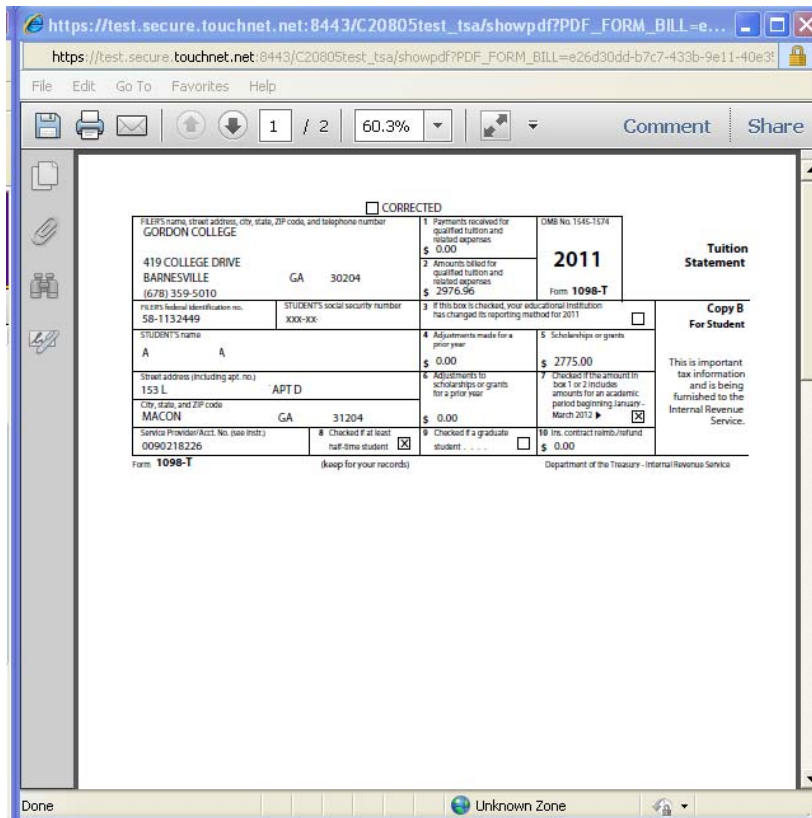 https://test.secure.touchnet.net:8443/C20805test_tsa/showpdf?PDF_FORM_BILL=e...
https://test.secure.touchnet.net:8443/C20805test_tsa/showpdf?PDF_FORM_BILL=e26d30dd-b7c7-433b-9e11-40e35
File Edit Go To Favorites Help
1 / 2 60.3% Comment Share
CORRECTED
FILER'S name, street address, city, state, ZIP code, and telephone number
GORDON COLLEGE
419 COLLEGE DRIVE
BARNESVILLE GA 30204
(678) 359-5010
1 Payments received for
qualified tuition and
related expenses
$ 0.00
2 Amounts billed for
qualified tuition and
related expenses
$ 2976.96
OMB No. 1545-1574
2011
Form 1098-T
Tuition
Statement
FILER'S federal identification no.
58-1132449
STUDENT'S social security number
xxx-xx-
3 If this box is checked, your educational institution
has changed its reporting method for 2011
Copy B
For Student
STUDENT'S name
A A
4 Adjustments made for a
prior year
$ 0.00
5 Scholarships or grants
$ 2775.00
This is important
tax information
and is being
furnished to the
Internal Revenue
Service.
Street address (including apt. no.)
153 L APT D
City, state, and ZIP code
MACON GA 31204
6 Adjustments to
scholarships or grants
for a prior year
$ 0.00
7 Checked if the amount in
box 1 or 2 includes
amounts for an academic
period beginning January -
March 2012 ▶ X
Service Provider/Acct. No. (see instr.)
0090218226
8 Checked if at least
half-time student X
9 Checked if a graduate
student . . . .
10 Ins. contract reimb./refund
$ 0.00
Form 1098-T (keep for your records) Department of the Treasury - Internal Revenue Service
Done Unknown Zone